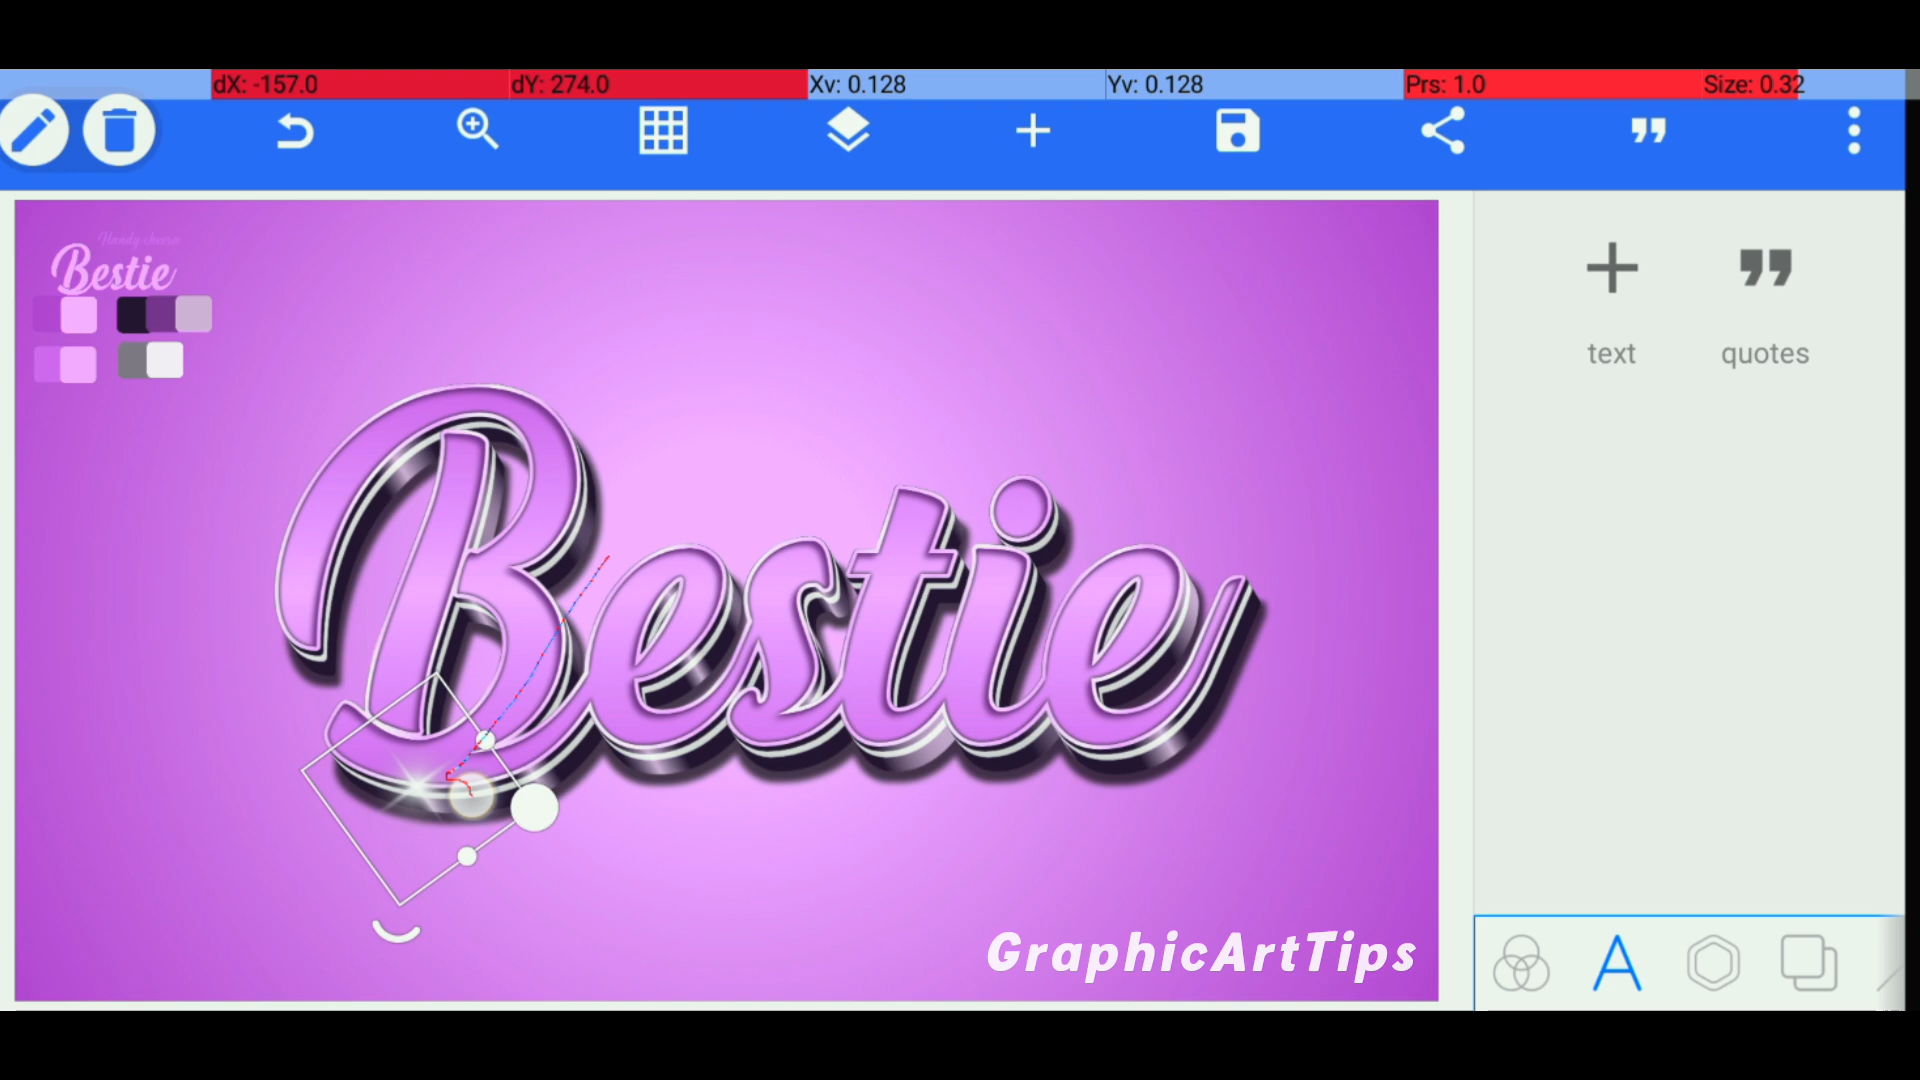 dX: -157.0 dY: 274.0 Xv: 0.128 Yv: 0.128 Prs: 1.0 Size: 0.32
Bestie
text quotes
Bestie
GraphicArtTips